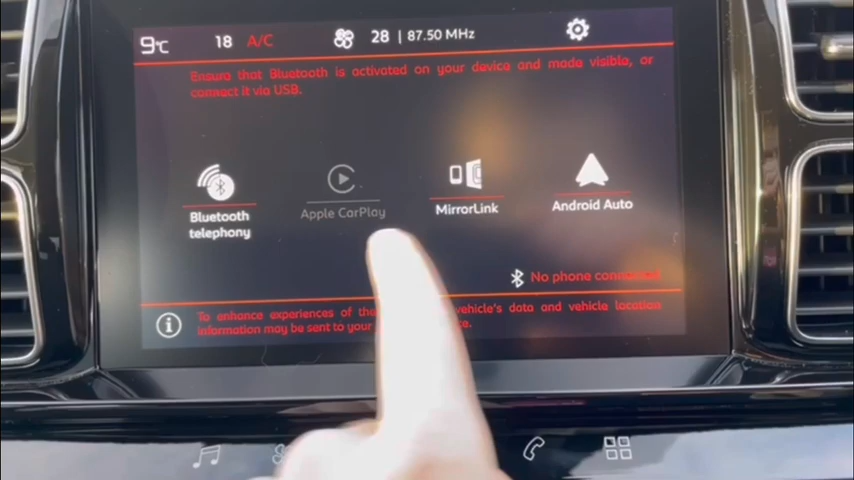 9°C 18 A/C 28 | 87.50 MHz
Ensure that Bluetooth is activated on your device and made visible, or
connect it via USB.
Bluetooth
telephony
Apple CarPlay
MirrorLink
Android Auto
No phone connected
To enhance experiences of the vehicle's data and vehicle location
information may be sent to your